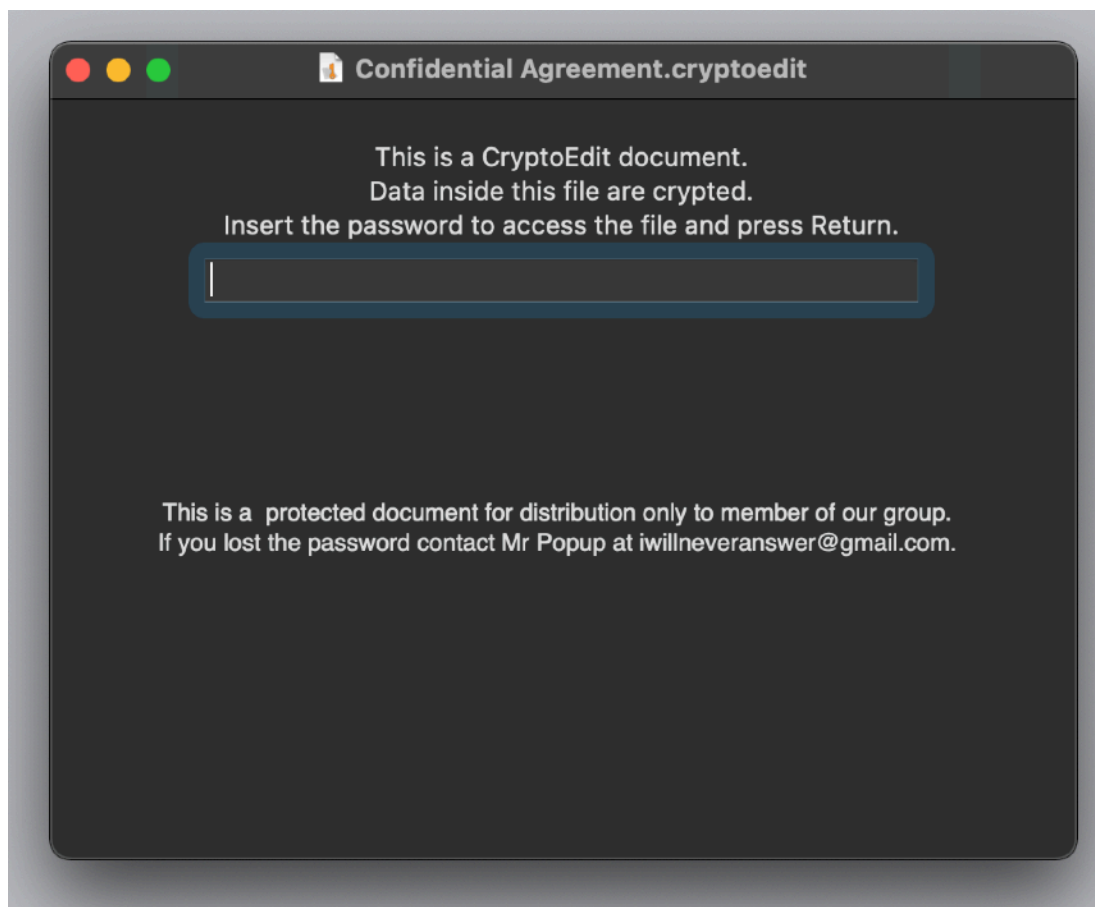 Confidential Agreement.cryptoedit
This is a CryptoEdit document.
Data inside this file are crypted.
Insert the password to access the file and press Return.
This is a  protected document for distribution only to member of our group.
If you lost the password contact Mr Popup at iwillneveranswer@gmail.com.